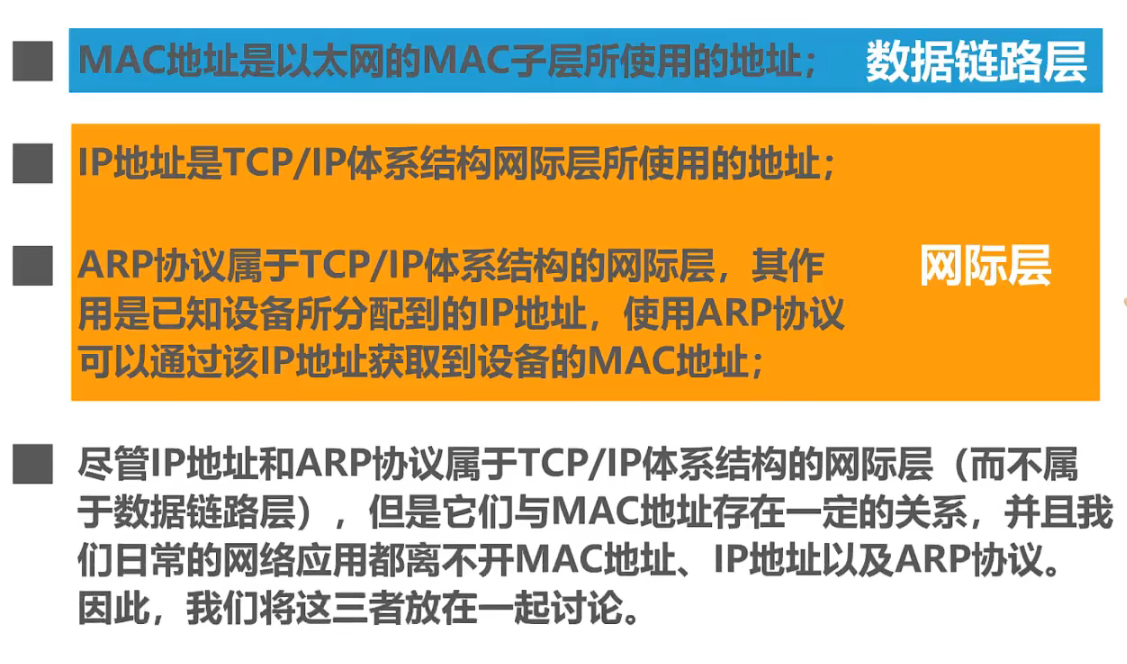 MAC地址是以太网的MAC子层所使用的地址； 数据链路层
IP地址是TCP/IP体系结构网际层所使用的地址；
ARP协议属于TCP/IP体系结构的网际层，其作
网际层
用是已知设备所分配到的IP地址，使用ARP协议
可以通过该IP地址获取到设备的MAC地址；
尽管IP地址和ARP协议属于TCP/IP体系结构的网际层（而不属
于数据链路层），但是它们与MAC地址存在一定的关系，并且我
们日常的网络应用都离不开MAC地址、IP地址以及ARP协议。
因此，我们将这三者放在一起讨论。